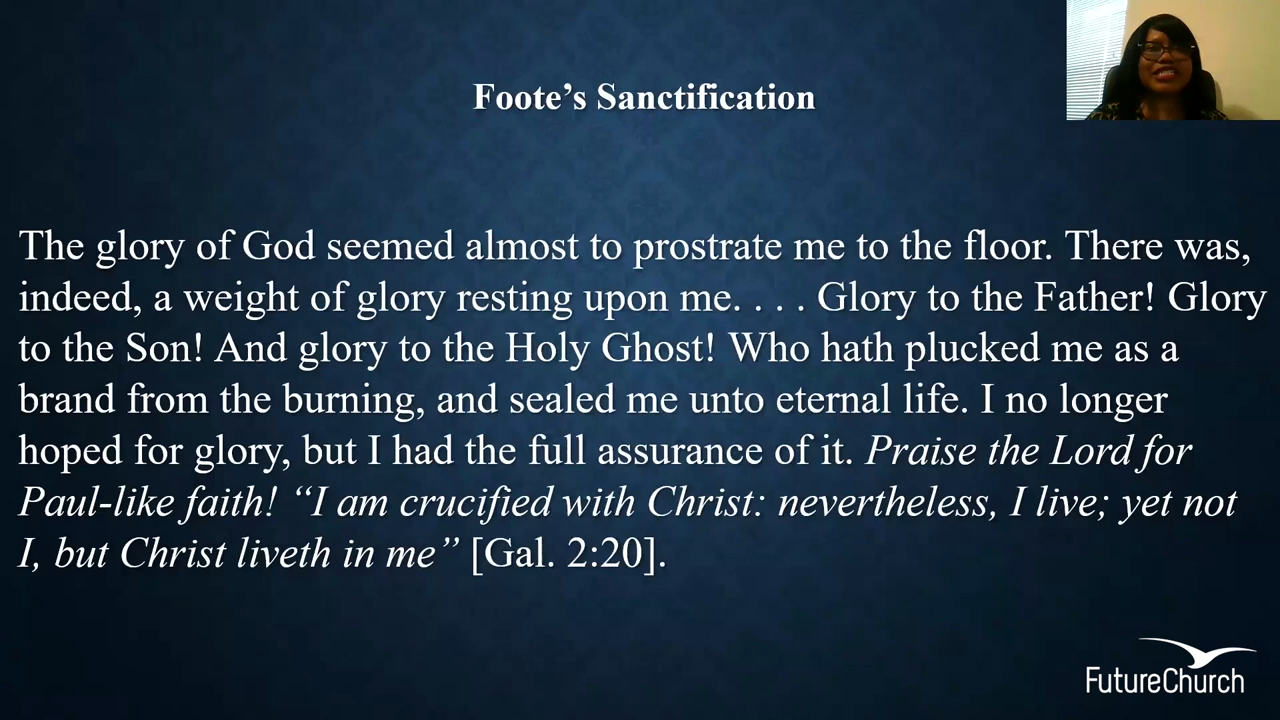 Foote’s Sanctification
The glory of God seemed almost to prostrate me to the floor. There was,
indeed, a weight of glory resting upon me. . . . Glory to the Father! Glory
to the Son! And glory to the Holy Ghost! Who hath plucked me as a
brand from the burning, and sealed me unto eternal life. I no longer
hoped for glory, but I had the full assurance of it. Praise the Lord for
Paul-like faith! “I am crucified with Christ: nevertheless, I live; yet not
I, but Christ liveth in me” [Gal. 2:20].
FutureChurch